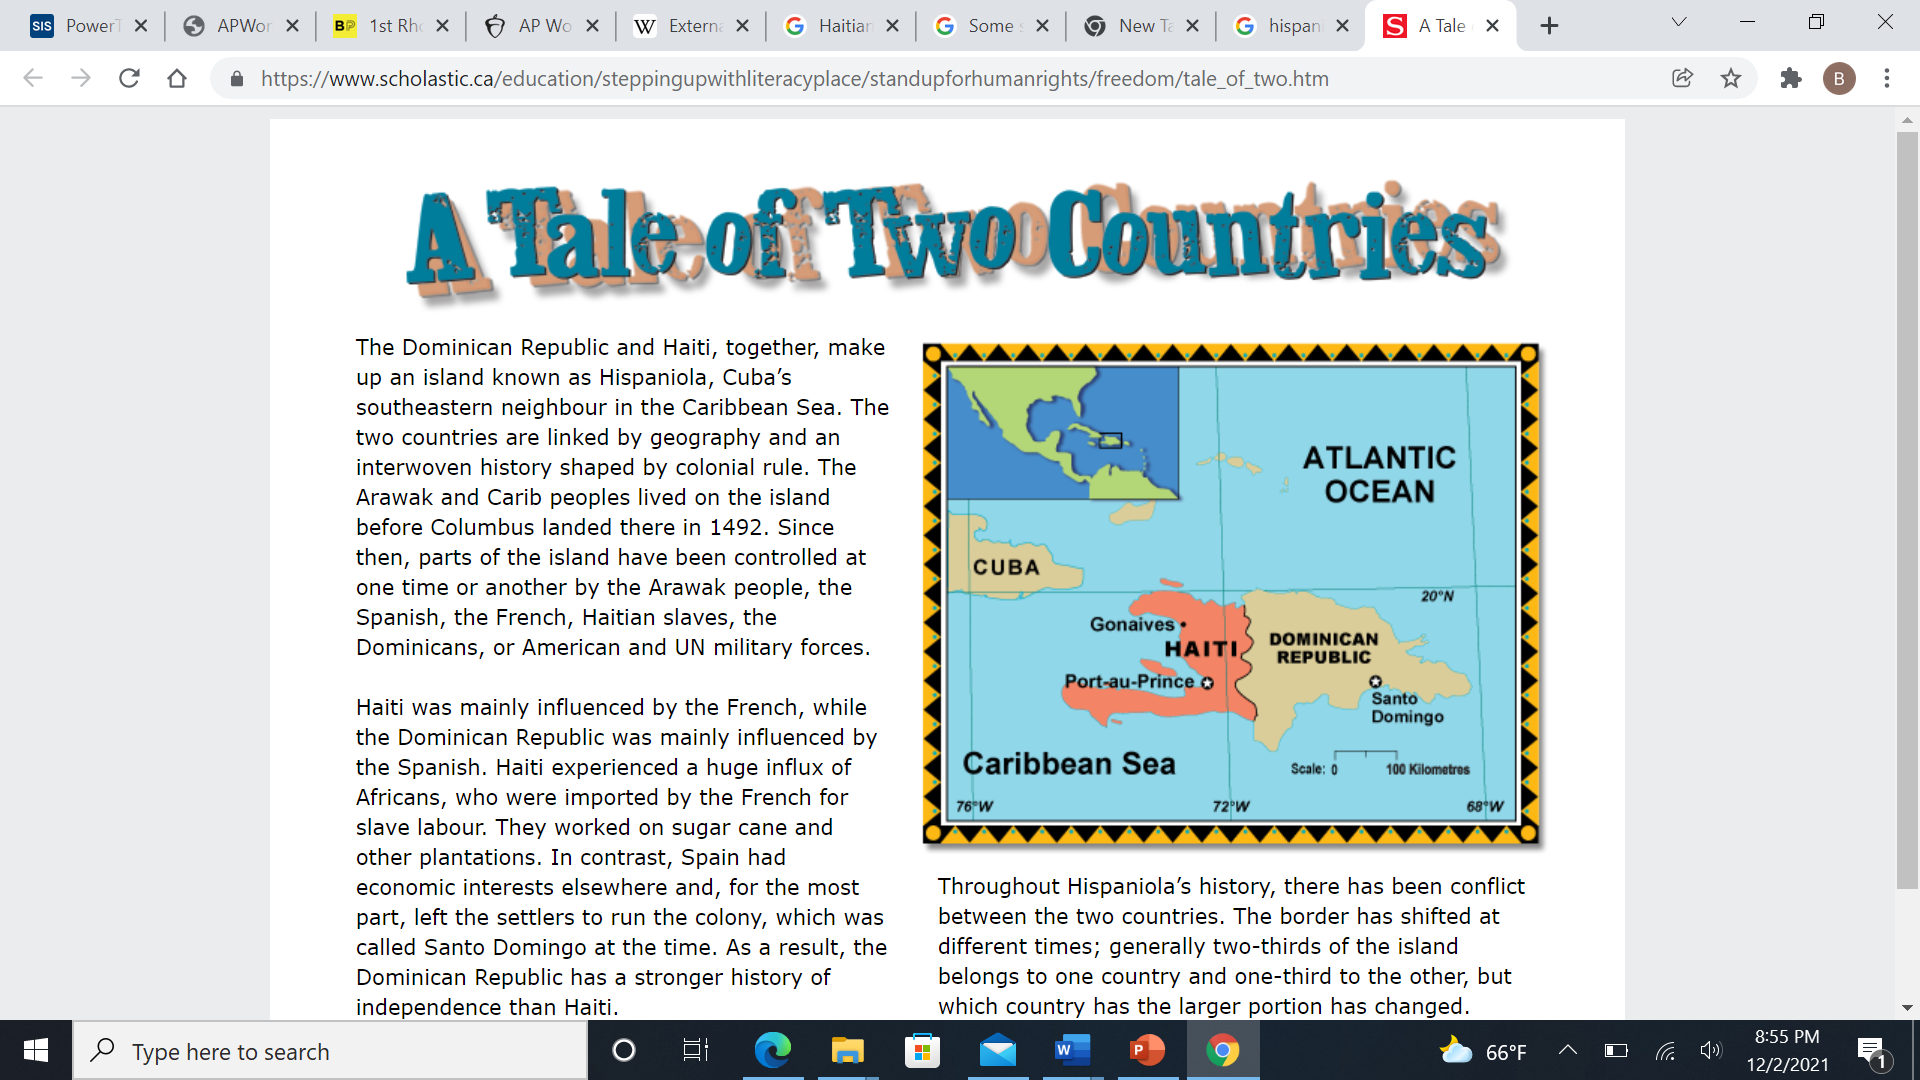 PowerT
APWor
1st Rho
AP Wo
Externa
Haitian
Some s
New Ta
hispani
A Tale
https://www.scholastic.ca/education/steppingupwithliteracyplace/standupforhumanrights/freedom/tale_of_two.htm
B
A Tale of Two Countries
The Dominican Republic and Haiti, together, make
up an island known as Hispaniola, Cuba’s
southeastern neighbour in the Caribbean Sea. The
two countries are linked by geography and an
interwoven history shaped by colonial rule. The
Arawak and Carib peoples lived on the island
before Columbus landed there in 1492. Since
then, parts of the island have been controlled at
one time or another by the Arawak people, the
Spanish, the French, Haitian slaves, the
Dominicans, or American and UN military forces.
Haiti was mainly influenced by the French, while
the Dominican Republic was mainly influenced by
the Spanish. Haiti experienced a huge influx of
Africans, who were imported by the French for
slave labour. They worked on sugar cane and
other plantations. In contrast, Spain had
economic interests elsewhere and, for the most
part, left the settlers to run the colony, which was
called Santo Domingo at the time. As a result, the
Dominican Republic has a stronger history of
independence than Haiti.
ATLANTIC
OCEAN
CUBA
20°N
Gonaives
HAITI
DOMINICAN
REPUBLIC
Port-au-Prince
Santo
Domingo
Caribbean Sea
Scale: 0 100 Kilometres
76°W 72°W 68°W
Throughout Hispaniola’s history, there has been conflict
between the two countries. The border has shifted at
different times; generally two-thirds of the island
belongs to one country and one-third to the other, but
which country has the larger portion has changed.
Type here to search
66°F
8:55 PM
12/2/2021
1